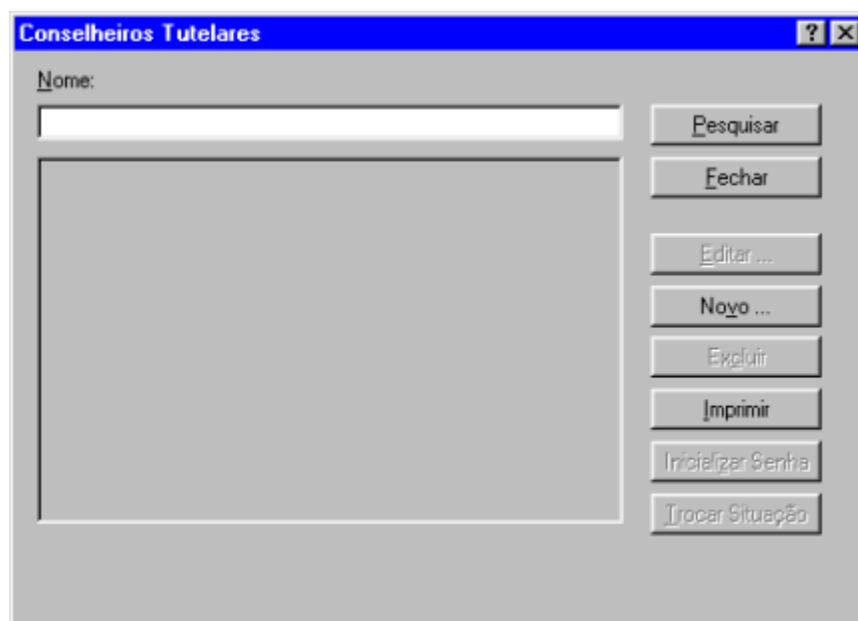 Conselheiros Tutelares
Nome:
Pesquisar
Fechar
Editar ...
Novo ...
Excluir
Imprimir
Inicializar Senha
Trocar Situação